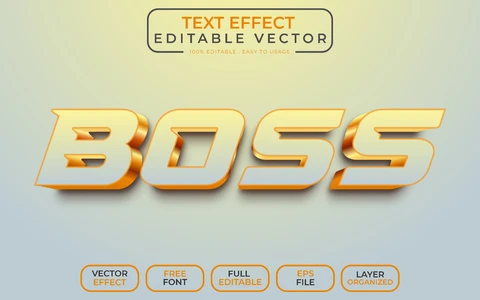 TEXT EFFECT
EDITABLE VECTOR
100% EDITABLE . EASY TO USAGE
BOSS
VECTOR
EFFECT
FREE
FONT
FULL
EDITABLE
EPS
FILE
LAYER
ORGANIZED